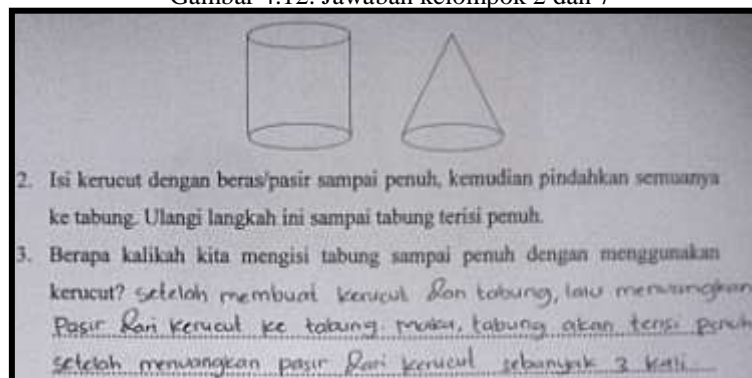 Gambar 4.12. Jawaban kelompok 2 dan 7
2. Isi kerucut dengan beras/pasir sampai penuh, kemudian pindahkan semuanya
ke tabung. Ulangi langkah ini sampai tabung terisi penuh.
3. Berapa kalikah kita mengisi tabung sampai penuh dengan menggunakan
kerucut? setelah membuat kerucut dan tabung, lalu menuangkan
Pasir dari kerucut ke tabung. maka, tabung akan terisi penuh
setelah menuangkan pasir dari kerucut sebanyak 3 kali